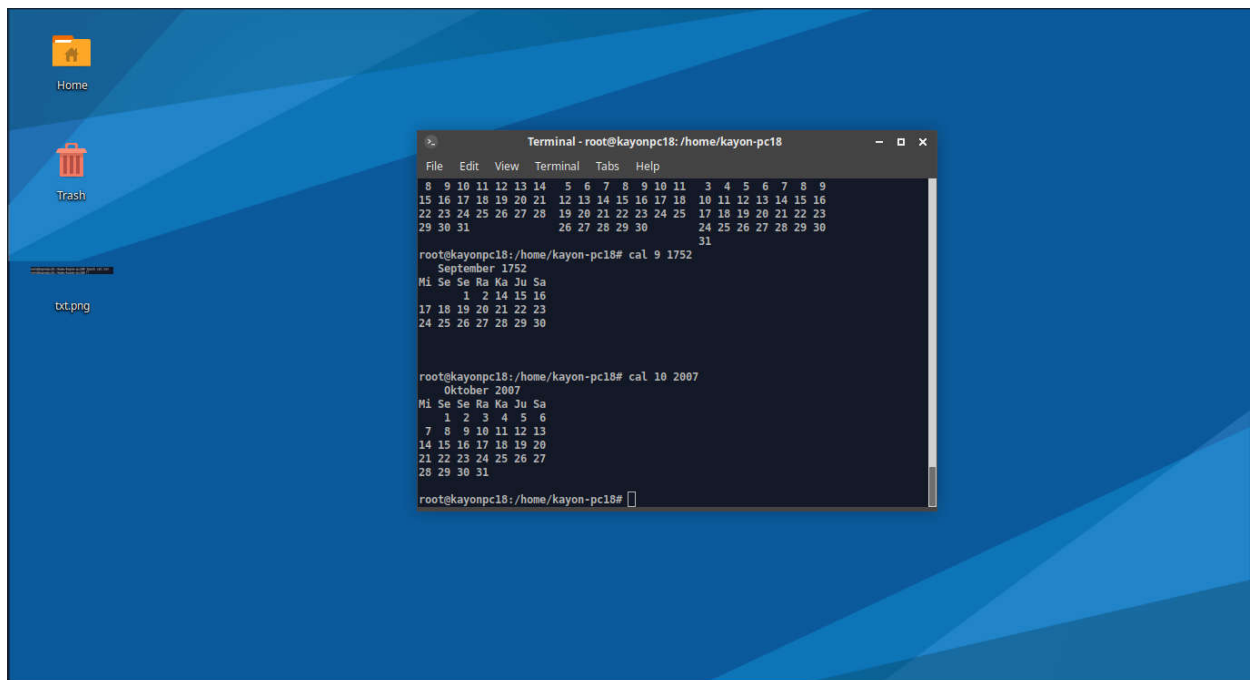 Home
Trash
txt.png
Terminal - root@kayonpc18: /home/kayon-pc18
File Edit View Terminal Tabs Help
 8  9 10 11 12 13 14   5  6  7  8  9 10 11   3  4  5  6  7  8  9
15 16 17 18 19 20 21  12 13 14 15 16 17 18  10 11 12 13 14 15 16
22 23 24 25 26 27 28  19 20 21 22 23 24 25  17 18 19 20 21 22 23
29 30 31              26 27 28 29 30        24 25 26 27 28 29 30
                                            31
root@kayonpc18:/home/kayon-pc18# cal 9 1752
   September 1752
Mi Se Se Ra Ka Ju Sa
       1  2 14 15 16
17 18 19 20 21 22 23
24 25 26 27 28 29 30
root@kayonpc18:/home/kayon-pc18# cal 10 2007
    Oktober 2007
Mi Se Se Ra Ka Ju Sa
    1  2  3  4  5  6
 7  8  9 10 11 12 13
14 15 16 17 18 19 20
21 22 23 24 25 26 27
28 29 30 31
root@kayonpc18:/home/kayon-pc18#